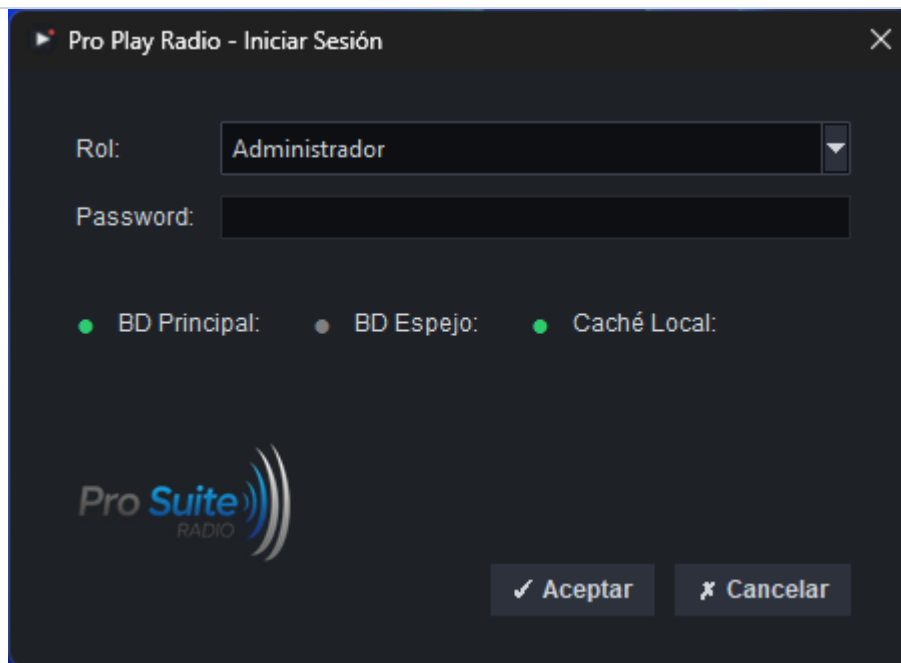 Pro Play Radio - Iniciar Sesión
Rol: Administrador
Password:
BD Principal: BD Espejo: Caché Local:
Pro Suite
RADIO
Aceptar Cancelar